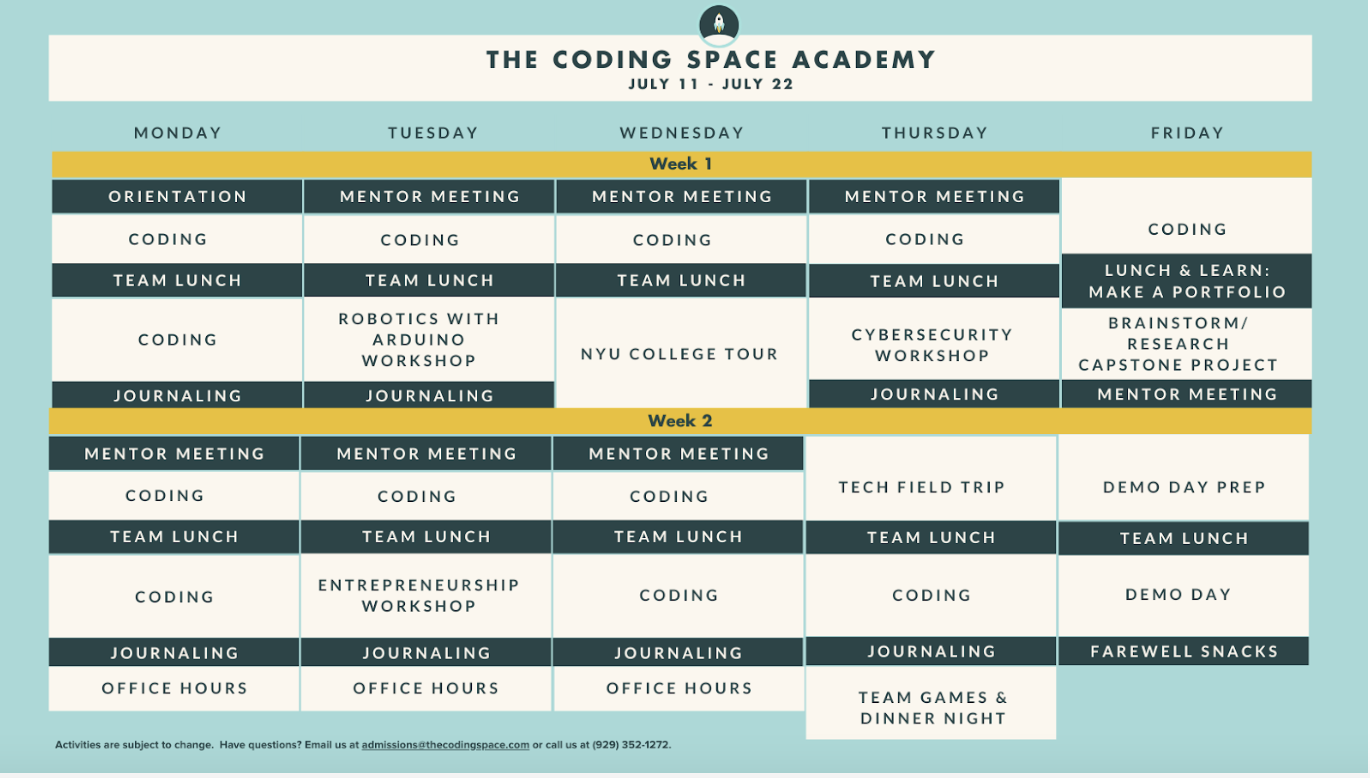 THE CODING SPACE ACADEMY
JULY 11 - JULY 22
MONDAY TUESDAY WEDNESDAY THURSDAY FRIDAY
Week 1
ORIENTATION
CODING
TEAM LUNCH
CODING
JOURNALING
MENTOR MEETING
CODING
TEAM LUNCH
ROBOTICS WITH
ARDUINO
WORKSHOP
JOURNALING
MENTOR MEETING
CODING
TEAM LUNCH
NYU COLLEGE TOUR
MENTOR MEETING
CODING
TEAM LUNCH
CYBERSECURITY
WORKSHOP
JOURNALING
CODING
LUNCH & LEARN:
MAKE A PORTFOLIO
BRAINSTORM/
RESEARCH
CAPSTONE PROJECT
MENTOR MEETING
Week 2
MENTOR MEETING
CODING
TEAM LUNCH
CODING
JOURNALING
OFFICE HOURS
MENTOR MEETING
CODING
TEAM LUNCH
ENTREPRENEURSHIP
WORKSHOP
JOURNALING
OFFICE HOURS
MENTOR MEETING
CODING
TEAM LUNCH
CODING
JOURNALING
OFFICE HOURS
TECH FIELD TRIP
TEAM LUNCH
CODING
JOURNALING
TEAM GAMES &
DINNER NIGHT
DEMO DAY PREP
TEAM LUNCH
DEMO DAY
FAREWELL SNACKS
Activities are subject to change. Have questions? Email us at admissions@thecodingspace.com or call us at (929) 352-1272.